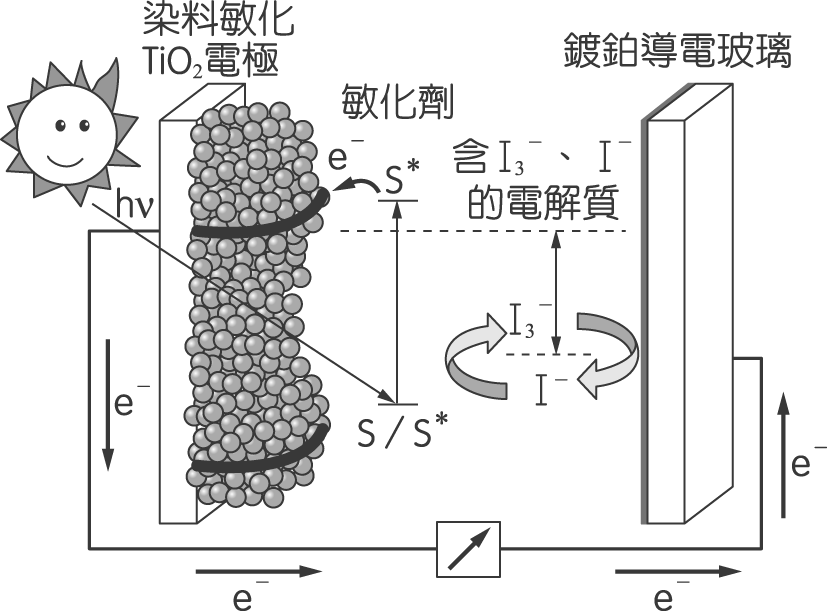 染料敏化
TiO₂電極
鍍鉑導電玻璃
敏化劑
e⁻
S*
含I₃⁻、I⁻
的電解質
hν
I₃⁻
I⁻
S/S*
e⁻
e⁻
e⁻
e⁻